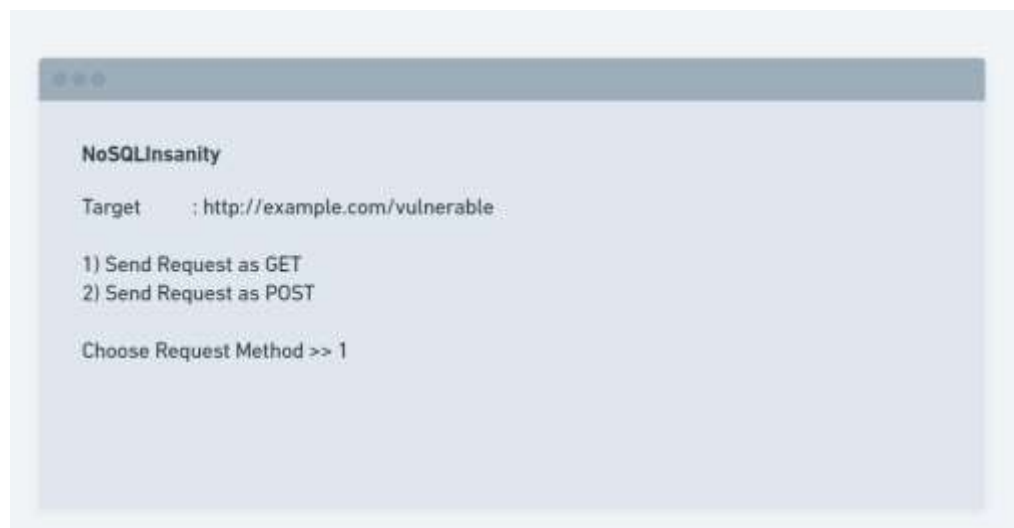 NoSQLInsanity
Target : http://example.com/vulnerable
1) Send Request as GET
2) Send Request as POST
Choose Request Method >> 1